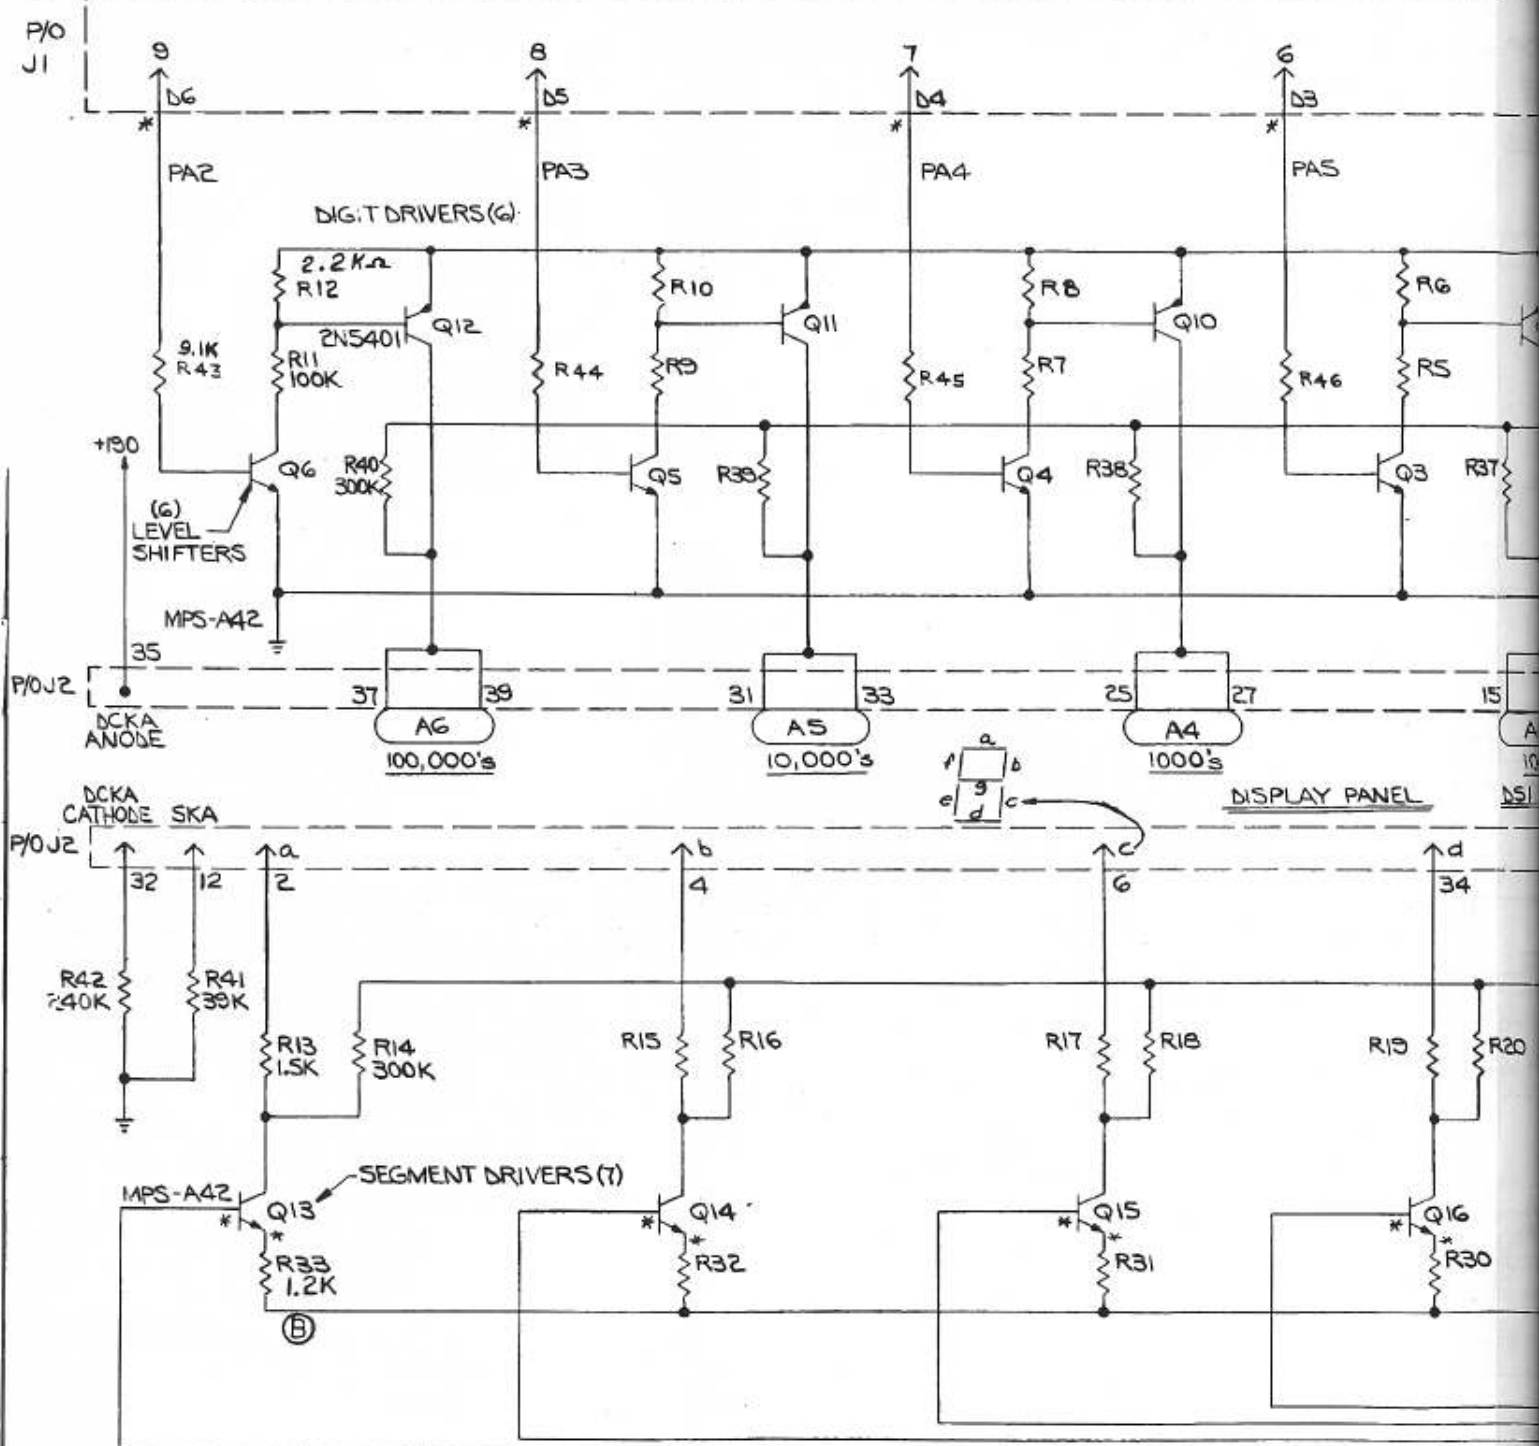 P/O
J1
9 8 7 6
D6 D5 D4 D3
* * * *
PA2 PA3 PA4 PA5
DIGIT DRIVERS (6)
2.2KΩ
R12 R10 R8 R6
Q12 Q11 Q10
2N5401
9.1K
R43
R11
100K
R44 R9 R45 R7 R46 R5
+190
Q6
R40
300K
Q5 R39 Q4 R38 Q3 R37
(6)
LEVEL
SHIFTERS
MPS-A42
35
P/O J2
37 39 31 33 25 27 15
DCKA
ANODE
A6 A5 A4 A
100,000's 10,000's 1000's 10
a
f b
g
e c
d
DISPLAY PANEL DS1
DCKA
CATHODE SKA
P/O J2
a b c d
32 12 2 4 6 34
R42
R41
39K
R13
1.5K
R14
300K
R15 R16 R17 R18 R19 R20
SEGMENT DRIVERS (7)
MPS-A42
Q13 Q14 Q15 Q16
* * * *
* * * *
R33
1.2K
R32 R31 R30
B